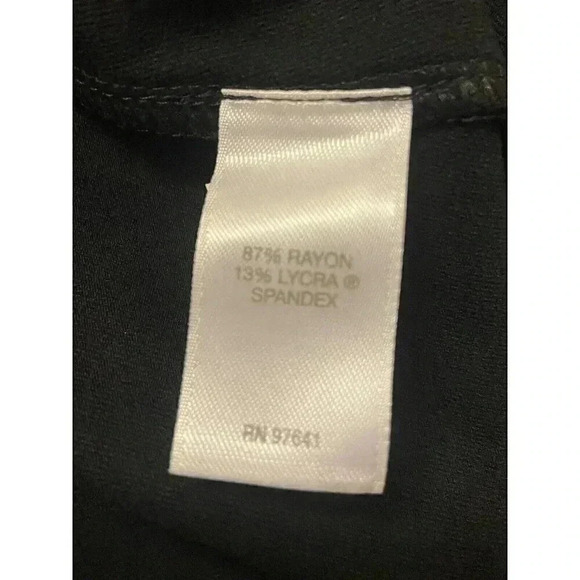 87% RAYON
13% LYCRA ®
SPANDEX
RN 97641